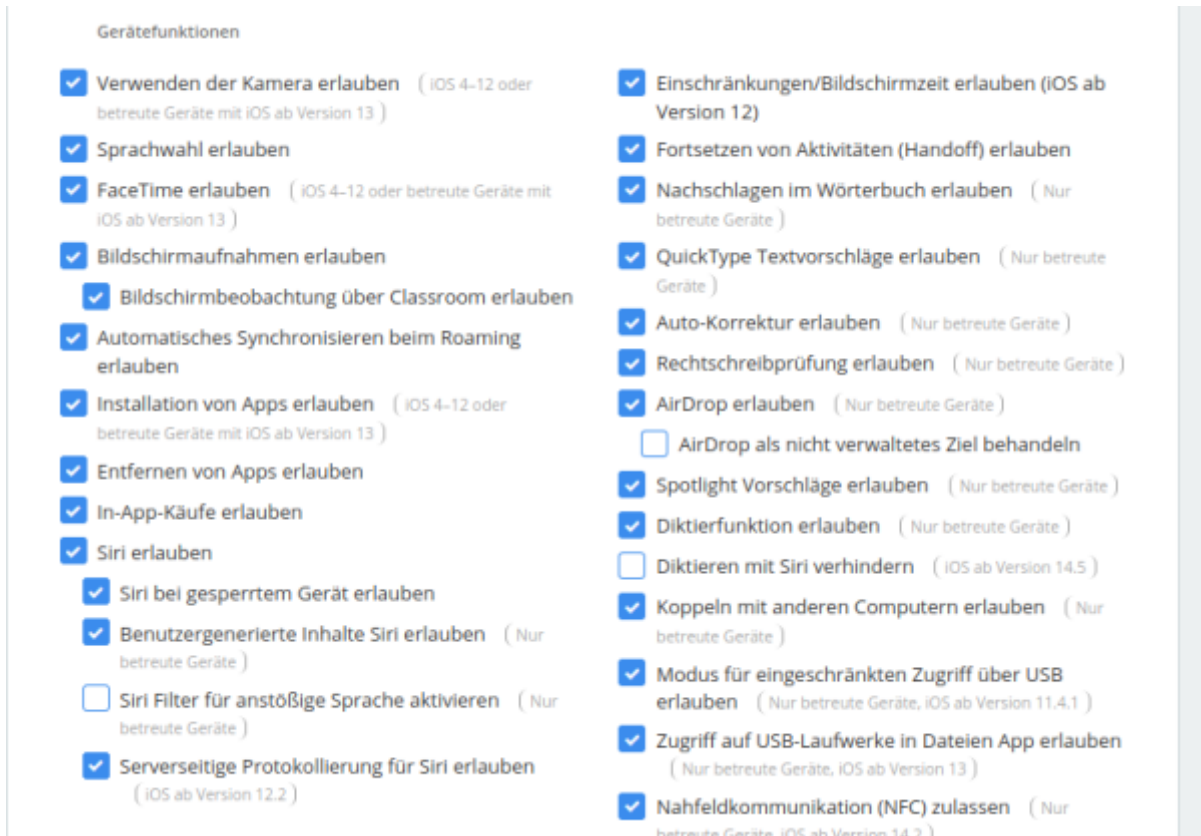 Gerätefunktionen
Verwenden der Kamera erlauben ( iOS 4–12 oder
betreute Geräte mit iOS ab Version 13 )
Sprachwahl erlauben
FaceTime erlauben ( iOS 4–12 oder betreute Geräte mit
iOS ab Version 13 )
Bildschirmaufnahmen erlauben
Bildschirmbeobachtung über Classroom erlauben
Automatisches Synchronisieren beim Roaming
erlauben
Installation von Apps erlauben ( iOS 4–12 oder
betreute Geräte mit iOS ab Version 13 )
Entfernen von Apps erlauben
In-App-Käufe erlauben
Siri erlauben
Siri bei gesperrtem Gerät erlauben
Benutzergenerierte Inhalte Siri erlauben ( Nur
betreute Geräte )
Siri Filter für anstößige Sprache aktivieren ( Nur
betreute Geräte )
Serverseitige Protokollierung für Siri erlauben
( iOS ab Version 12.2 )
Einschränkungen/Bildschirmzeit erlauben (iOS ab
Version 12)
Fortsetzen von Aktivitäten (Handoff) erlauben
Nachschlagen im Wörterbuch erlauben ( Nur
betreute Geräte )
QuickType Textvorschläge erlauben ( Nur betreute
Geräte )
Auto-Korrektur erlauben ( Nur betreute Geräte )
Rechtschreibprüfung erlauben ( Nur betreute Geräte )
AirDrop erlauben ( Nur betreute Geräte )
AirDrop als nicht verwaltetes Ziel behandeln
Spotlight Vorschläge erlauben ( Nur betreute Geräte )
Diktierfunktion erlauben ( Nur betreute Geräte )
Diktieren mit Siri verhindern ( iOS ab Version 14.5 )
Koppeln mit anderen Computern erlauben ( Nur
betreute Geräte )
Modus für eingeschränkten Zugriff über USB
erlauben ( Nur betreute Geräte, iOS ab Version 11.4.1 )
Zugriff auf USB-Laufwerke in Dateien App erlauben
( Nur betreute Geräte, iOS ab Version 13 )
Nahfeldkommunikation (NFC) zulassen ( Nur
betreute Geräte, iOS ab Version 14.2 )